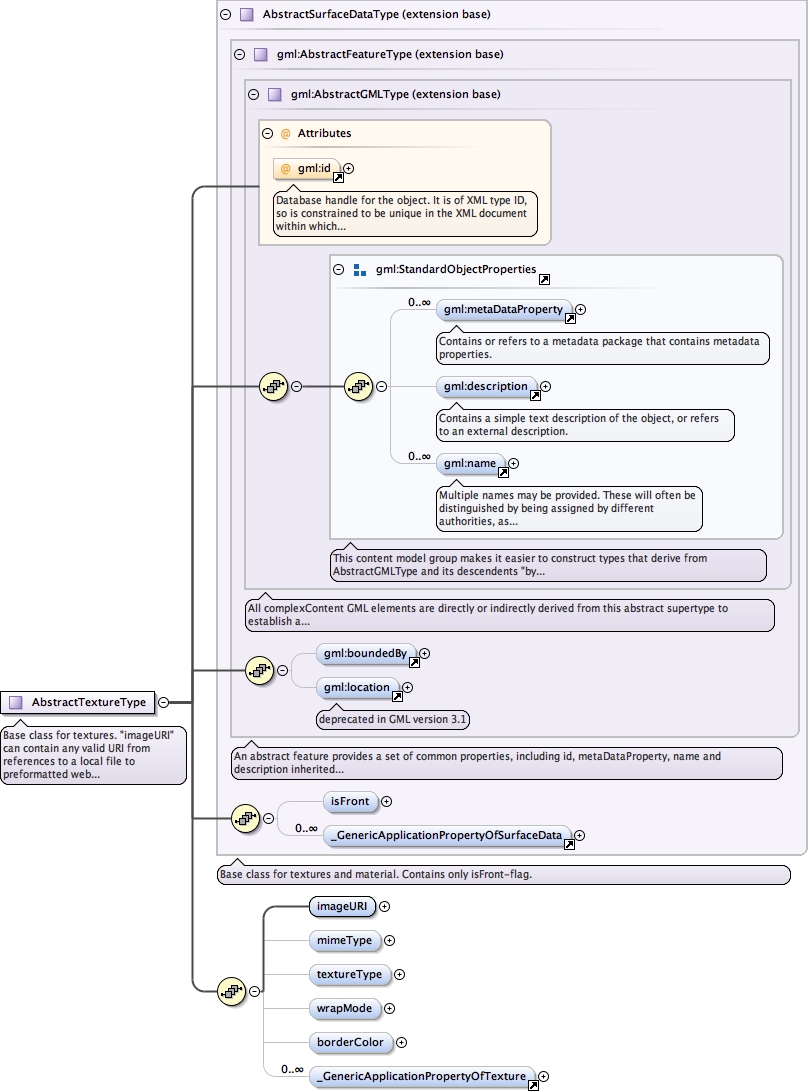 AbstractSurfaceDataType (extension base)
gml:AbstractFeatureType (extension base)
gml:AbstractGMLType (extension base)
@ Attributes
@ gml:id
Database handle for the object. It is of XML type ID,
so is constrained to be unique in the XML document
within which...
gml:StandardObjectProperties
0..∞
gml:metaDataProperty
Contains or refers to a metadata package that contains metadata
properties.
gml:description
Contains a simple text description of the object, or refers
to an external description.
0..∞
gml:name
Multiple names may be provided. These will often be
distinguished by being assigned by different
authorities, as...
This content model group makes it easier to construct types that derive from
AbstractGMLType and its descendents "by...
All complexContent GML elements are directly or indirectly derived from this abstract supertype to
establish a...
gml:boundedBy
gml:location
deprecated in GML version 3.1
AbstractTextureType
Base class for textures. "imageURI"
can contain any valid URI from
references to a local file to
preformatted web...
An abstract feature provides a set of common properties, including id, metaDataProperty, name and
description inherited...
isFront
0..∞
_GenericApplicationPropertyOfSurfaceData
Base class for textures and material. Contains only isFront-flag.
imageURI
mimeType
textureType
wrapMode
borderColor
0..∞
_GenericApplicationPropertyOfTexture